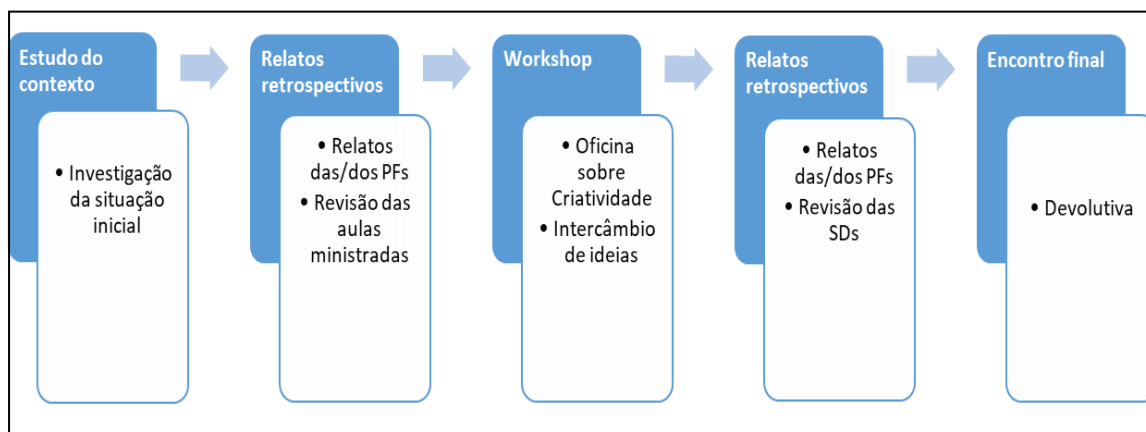 Estudo do
contexto
• Investigação
da situação
inicial
Relatos
retrospectivos
• Relatos
das/dos PFs
• Revisão das
aulas
ministradas
Workshop
• Oficina
sobre
Criatividade
• Intercâmbio
de ideias
Relatos
retrospectivos
• Relatos
das/dos PFs
• Revisão das
SDs
Encontro final
• Devolutiva